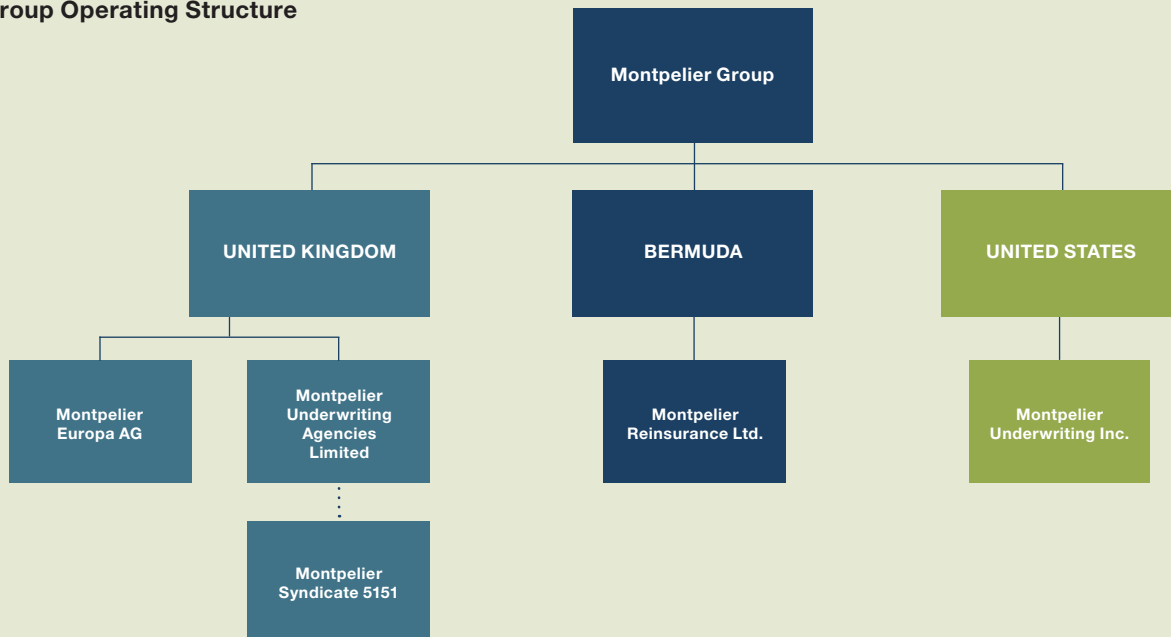 roup Operating Structure
Montpelier Group
UNITED KINGDOM
BERMUDA
UNITED STATES
Montpelier
Europa AG
Montpelier
Underwriting
Agencies
Limited
Montpelier
Reinsurance Ltd.
Montpelier
Underwriting Inc.
Montpelier
Syndicate 5151